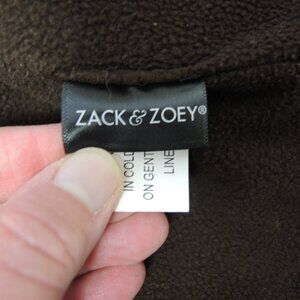 ZACK & ZOEY®
IN COLD
ON GENT
LINE